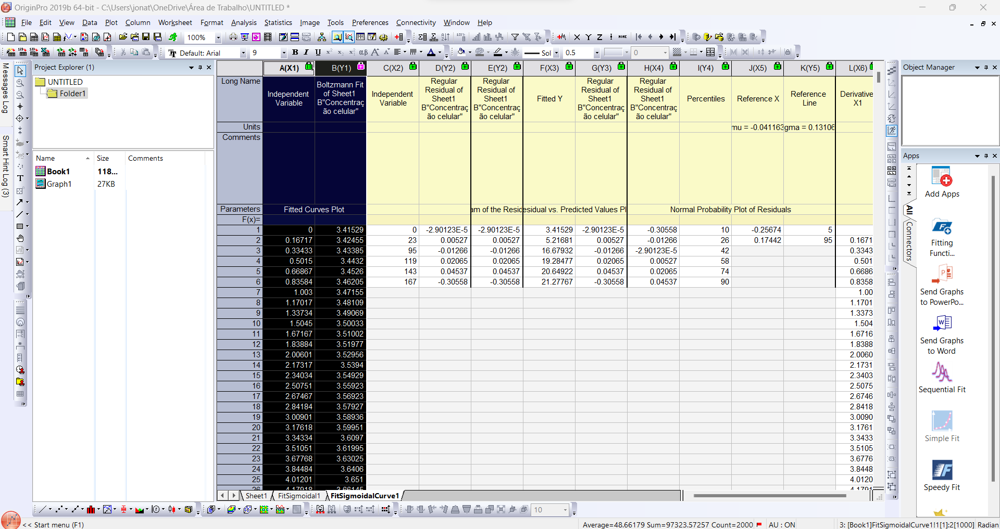 OriginPro 2019b 64-bit - C:\Users\jonat\OneDrive\Área de Trabalho\UNTITLED *
File Edit View Data Plot Column Worksheet Format Analysis Statistics Image Tools Preferences Connectivity Window Help
100%
Default: Arial 9 B I U Sol 0.5 0
Messages Log
Smart Hint Log (3)
Project Explorer (1)
UNTITLED
Folder1
Name Size Comments
Book1 118...
Graph1 27KB
A(X1) B(Y1) C(X2) D(Y2) E(Y2) F(X3) G(Y3) H(X4) I(Y4) J(X5) K(Y5) L(X6)
Long Name
Independent Variable
Boltzmann Fit of Sheet1 B"Concentração celular"
Independent Variable
Regular Residual of Sheet1 B"Concentração celular"
Regular Residual of Sheet1 B"Concentração celular"
Fitted Y
Regular Residual of Sheet1 B"Concentração celular"
Regular Residual of Sheet1 B"Concentração celular"
Percentiles
Reference X
Reference Line
Derivative X1
Units mu = -0.041163 gma = 0.13106
Comments
Parameters Fitted Curves Plot am of the Resic esidual vs. Predicted Values Pl Normal Probability Plot of Residuals
F(x)=
1 0 3.41529 0 -2.90123E-5 -2.90123E-5 3.41529 -2.90123E-5 -0.30558 10 -0.25674 5
2 0.16717 3.42455 23 0.00527 0.00527 5.21681 0.00527 -0.01266 26 0.17442 95 0.1671
3 0.33433 3.43385 95 -0.01266 -0.01266 16.67932 -0.01266 -2.90123E-5 42 0.3343
4 0.5015 3.4432 119 0.02065 0.02065 19.28477 0.02065 0.00527 58 0.501
5 0.66867 3.4526 143 0.04537 0.04537 20.64922 0.04537 0.02065 74 0.6686
6 0.83584 3.46205 167 -0.30558 -0.30558 21.27767 -0.30558 0.04537 90 0.8358
7 1.003 3.47155 1.00
8 1.17017 3.48109 1.1701
9 1.33734 3.49069 1.3373
10 1.5045 3.50033 1.504
11 1.67167 3.51002 1.6716
12 1.83884 3.51977 1.8388
13 2.00601 3.52956 2.0060
14 2.17317 3.5394 2.1731
15 2.34034 3.54929 2.3403
16 2.50751 3.55923 2.5075
17 2.67467 3.56923 2.6746
18 2.84184 3.57927 2.8418
19 3.00901 3.58936 3.0090
20 3.17618 3.59951 3.1761
21 3.34334 3.6097 3.3433
22 3.51051 3.61995 3.5105
23 3.67768 3.63025 3.6776
24 3.84484 3.6406 3.8448
25 4.01201 3.651 4.0120
26 4.17918 3.66145 4.1791
Sheet1 FitSigmoidal1 FitSigmoidalCurve1
Object Manager
Apps
All
Connectors
Add Apps
Fitting Functi...
Send Graphs to PowerPo...
Send Graphs to Word
Sequential Fit
Simple Fit
Speedy Fit
10
<< Start menu (F1)
Average=48.66179 Sum=97323.57257 Count=2000 AU : ON 3: [Book1]FitSigmoidalCurve1!1[1]:2[1000] Radian